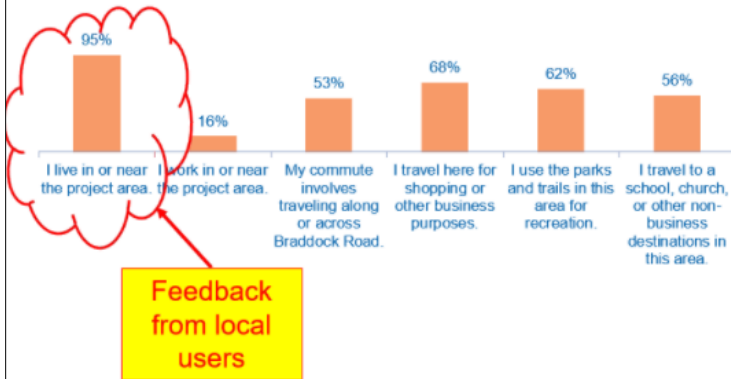 95%
16%
53%
68%
62%
56%
I live in or near
the project area.
I work in or near
the project area.
My commute
involves
traveling along
or across
Braddock Road.
I travel here for
shopping or
other business
purposes.
I use the parks
and trails in this
area for
recreation.
I travel to a
school, church,
or other non-
business
destinations in
this area.
Feedback
from local
users